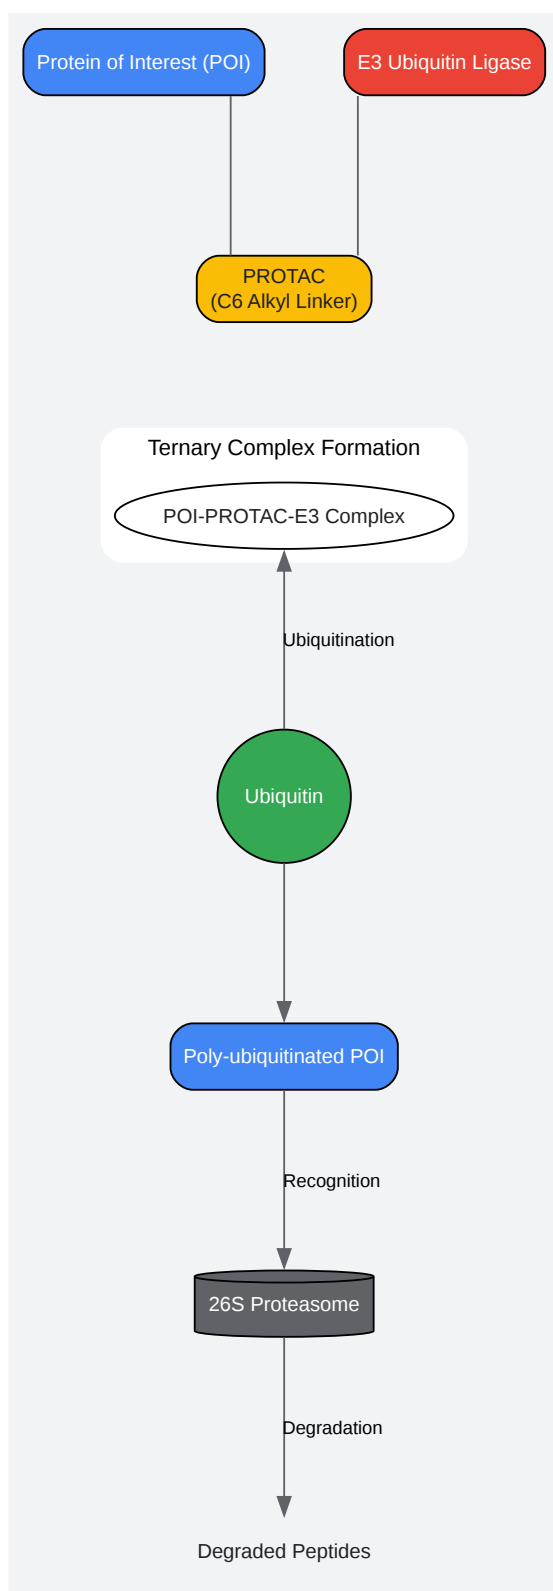 Protein of Interest (POI)
E3 Ubiquitin Ligase
PROTAC
(C6 Alkyl Linker)
Ternary Complex Formation
POI-PROTAC-E3 Complex
Ubiquitination
Ubiquitin
Poly-ubiquitinated POI
Recognition
26S Proteasome
Degradation
Degraded Peptides